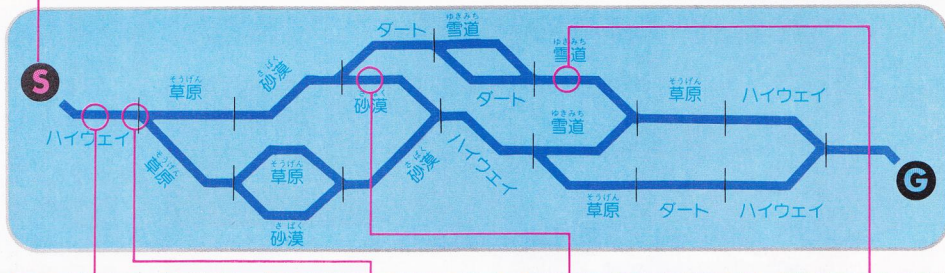 S
ハイウェイ
そうげん
草原
さばく
砂漠
ダート
ゆきみち
雪道
ゆきみち
雪道
ダート
さばく
砂漠
そうげん
草原
そうげん
草原
さばく
砂漠
さばく
砂漠
ハイウェイ
ゆきみち
雪道
そうげん
草原
ハイウェイ
そうげん
草原
ダート
ハイウェイ
G